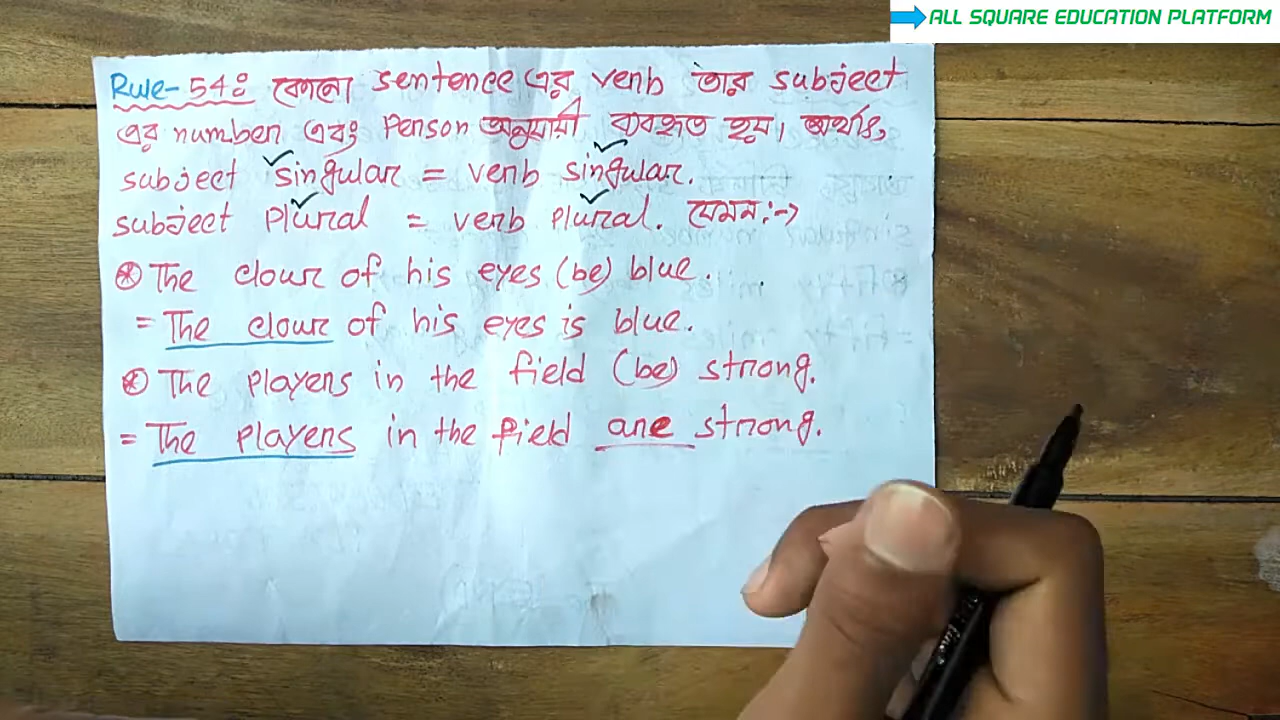 ALL SQUARE EDUCATION PLATFORM
Rule-54: কোনো sentence এর verb তার subject
এর number এবং Person অনুযায়ী ব্যবহৃত হয়। অর্থাৎ,
subject singular = verb singular.
subject Plural = verb plural. যেমন:->
The clour of his eyes (be) blue.
= The clour of his eyes is blue.
The players in the field (be) strong.
= The players in the field are strong.